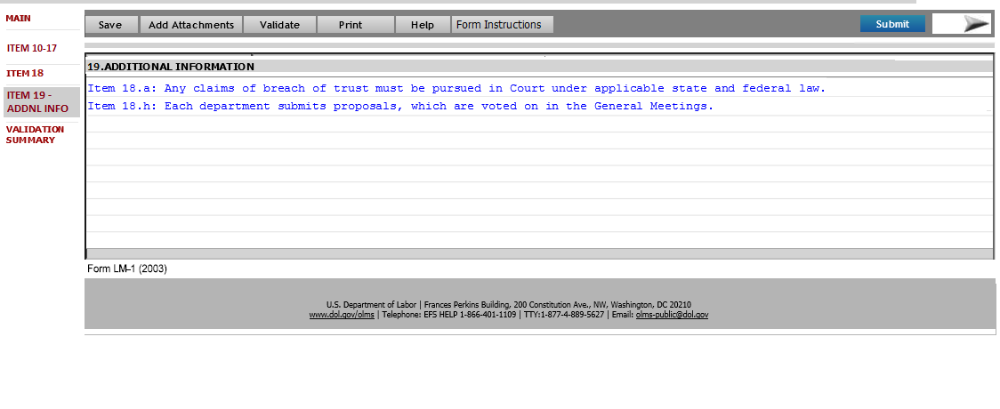 MAIN
Save
Add Attachments
Validate
Print
Help
Form Instructions
Submit
ITEM 10-17
ITEM 18
ITEM 19 -
ADDNL INFO
VALIDATION
SUMMARY
19.ADDITIONAL INFORMATION
Item 18.a: Any claims of breach of trust must be pursued in Court under applicable state and federal law.
Item 18.h: Each department submits proposals, which are voted on in the General Meetings.
Form LM-1 (2003)
U.S. Department of Labor | Frances Perkins Building, 200 Constitution Ave., NW, Washington, DC 20210
www.dol.gov/olms | Telephone: EFS HELP 1-866-401-1109 | TTY:1-877-4-889-5627 | Email: olms-public@dol.gov